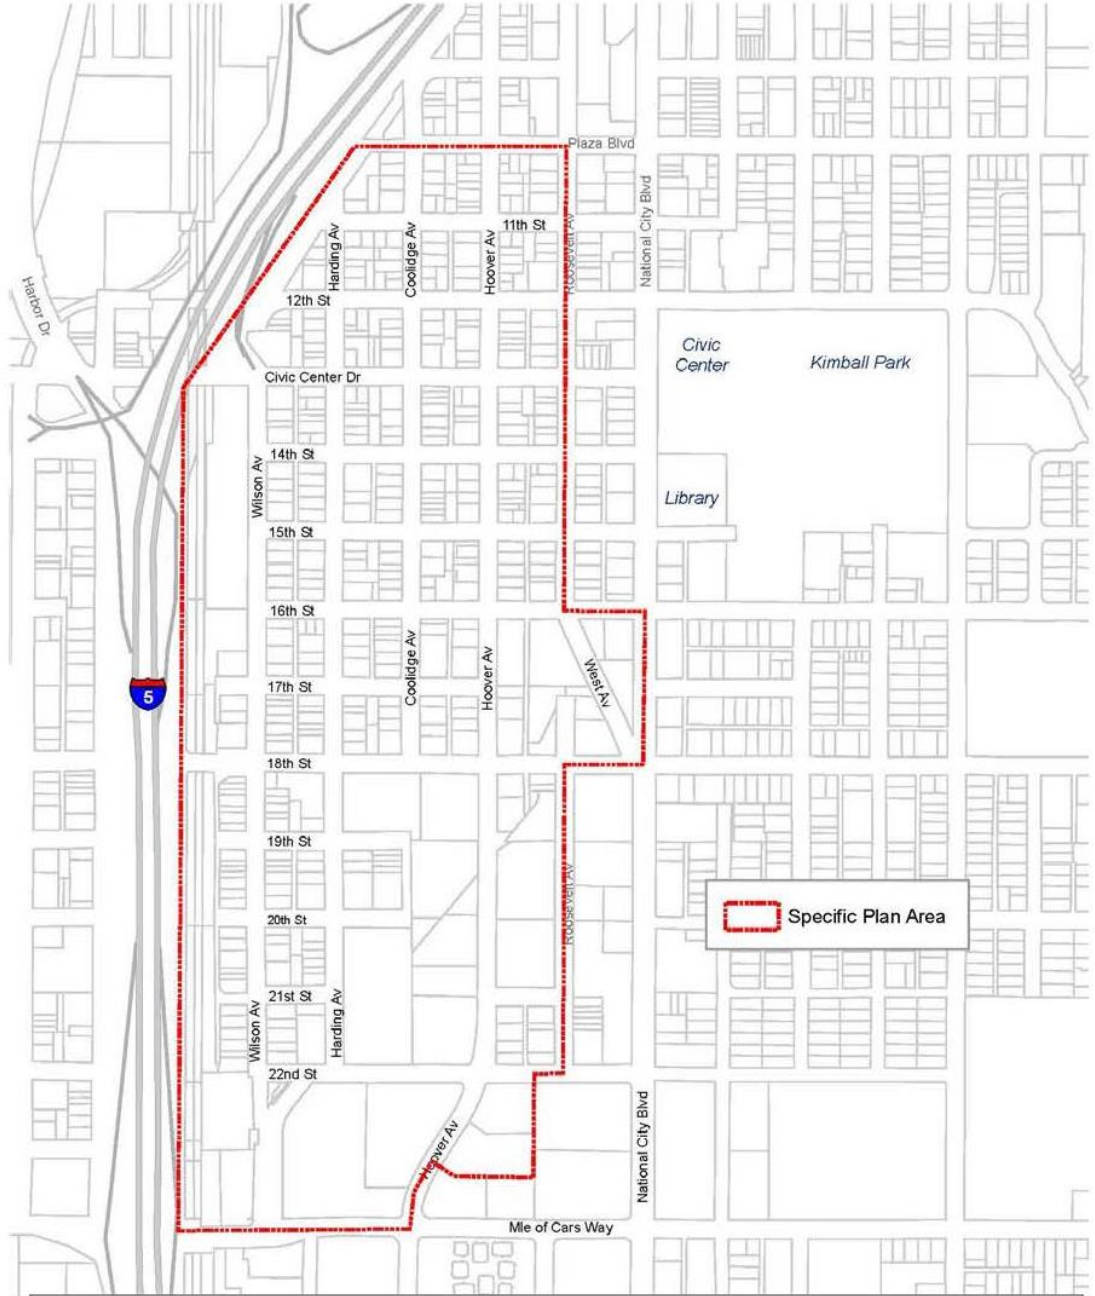 Plaza Blvd
National City Blvd
11th St
Roosevelt Av
Harding Av
Coolidge Av
Hoover Av
Harbor Dr
12th St
Civic
Center
Kimball Park
Civic Center Dr
14th St
Wilson Av
Library
15th St
16th St
Coolidge Av
Hoover Av
West Av
17th St
5
18th St
19th St
Roosevelt Av
Specific Plan Area
20th St
21st St
Wilson Av
Harding Av
22nd St
National City Blvd
Hoover Av
Mle of Cars Way